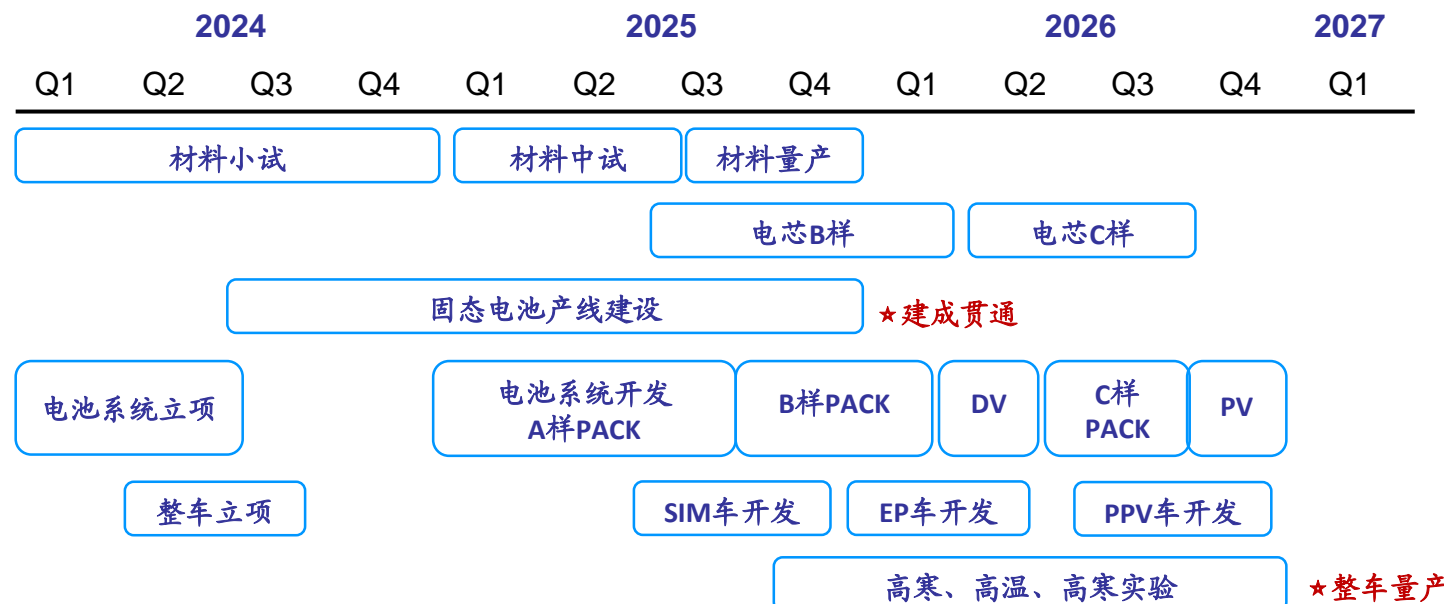 2024 2025 2026 2027
Q1 Q2 Q3 Q4 Q1 Q2 Q3 Q4 Q1 Q2 Q3 Q4 Q1
材料小试 材料中试 材料量产
电芯B样 电芯C样
固态电池产线建设 ★建成贯通
电池系统立项 电池系统开发 A样PACK B样PACK DV C样 PACK PV
整车立项 SIM车开发 EP车开发 PPV车开发
高寒、高温、高寒实验 ★整车量产